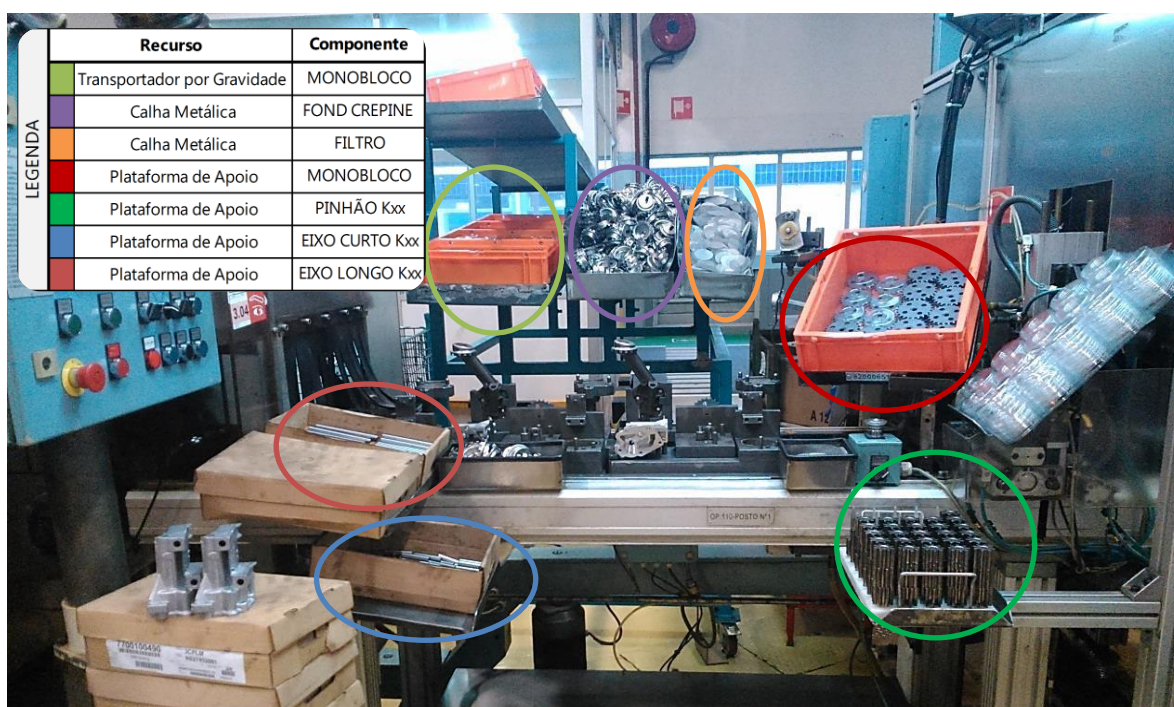 LEGENDA
Recurso Componente
Transportador por Gravidade MONOBLOCO
Calha Metálica FOND CREPINE
Calha Metálica FILTRO
Plataforma de Apoio MONOBLOCO
Plataforma de Apoio PINHÃO Kxx
Plataforma de Apoio EIXO CURTO Kxx
Plataforma de Apoio EIXO LONGO Kxx
3.04
A 12
OP.110-POSTO-Nº1
7700100490